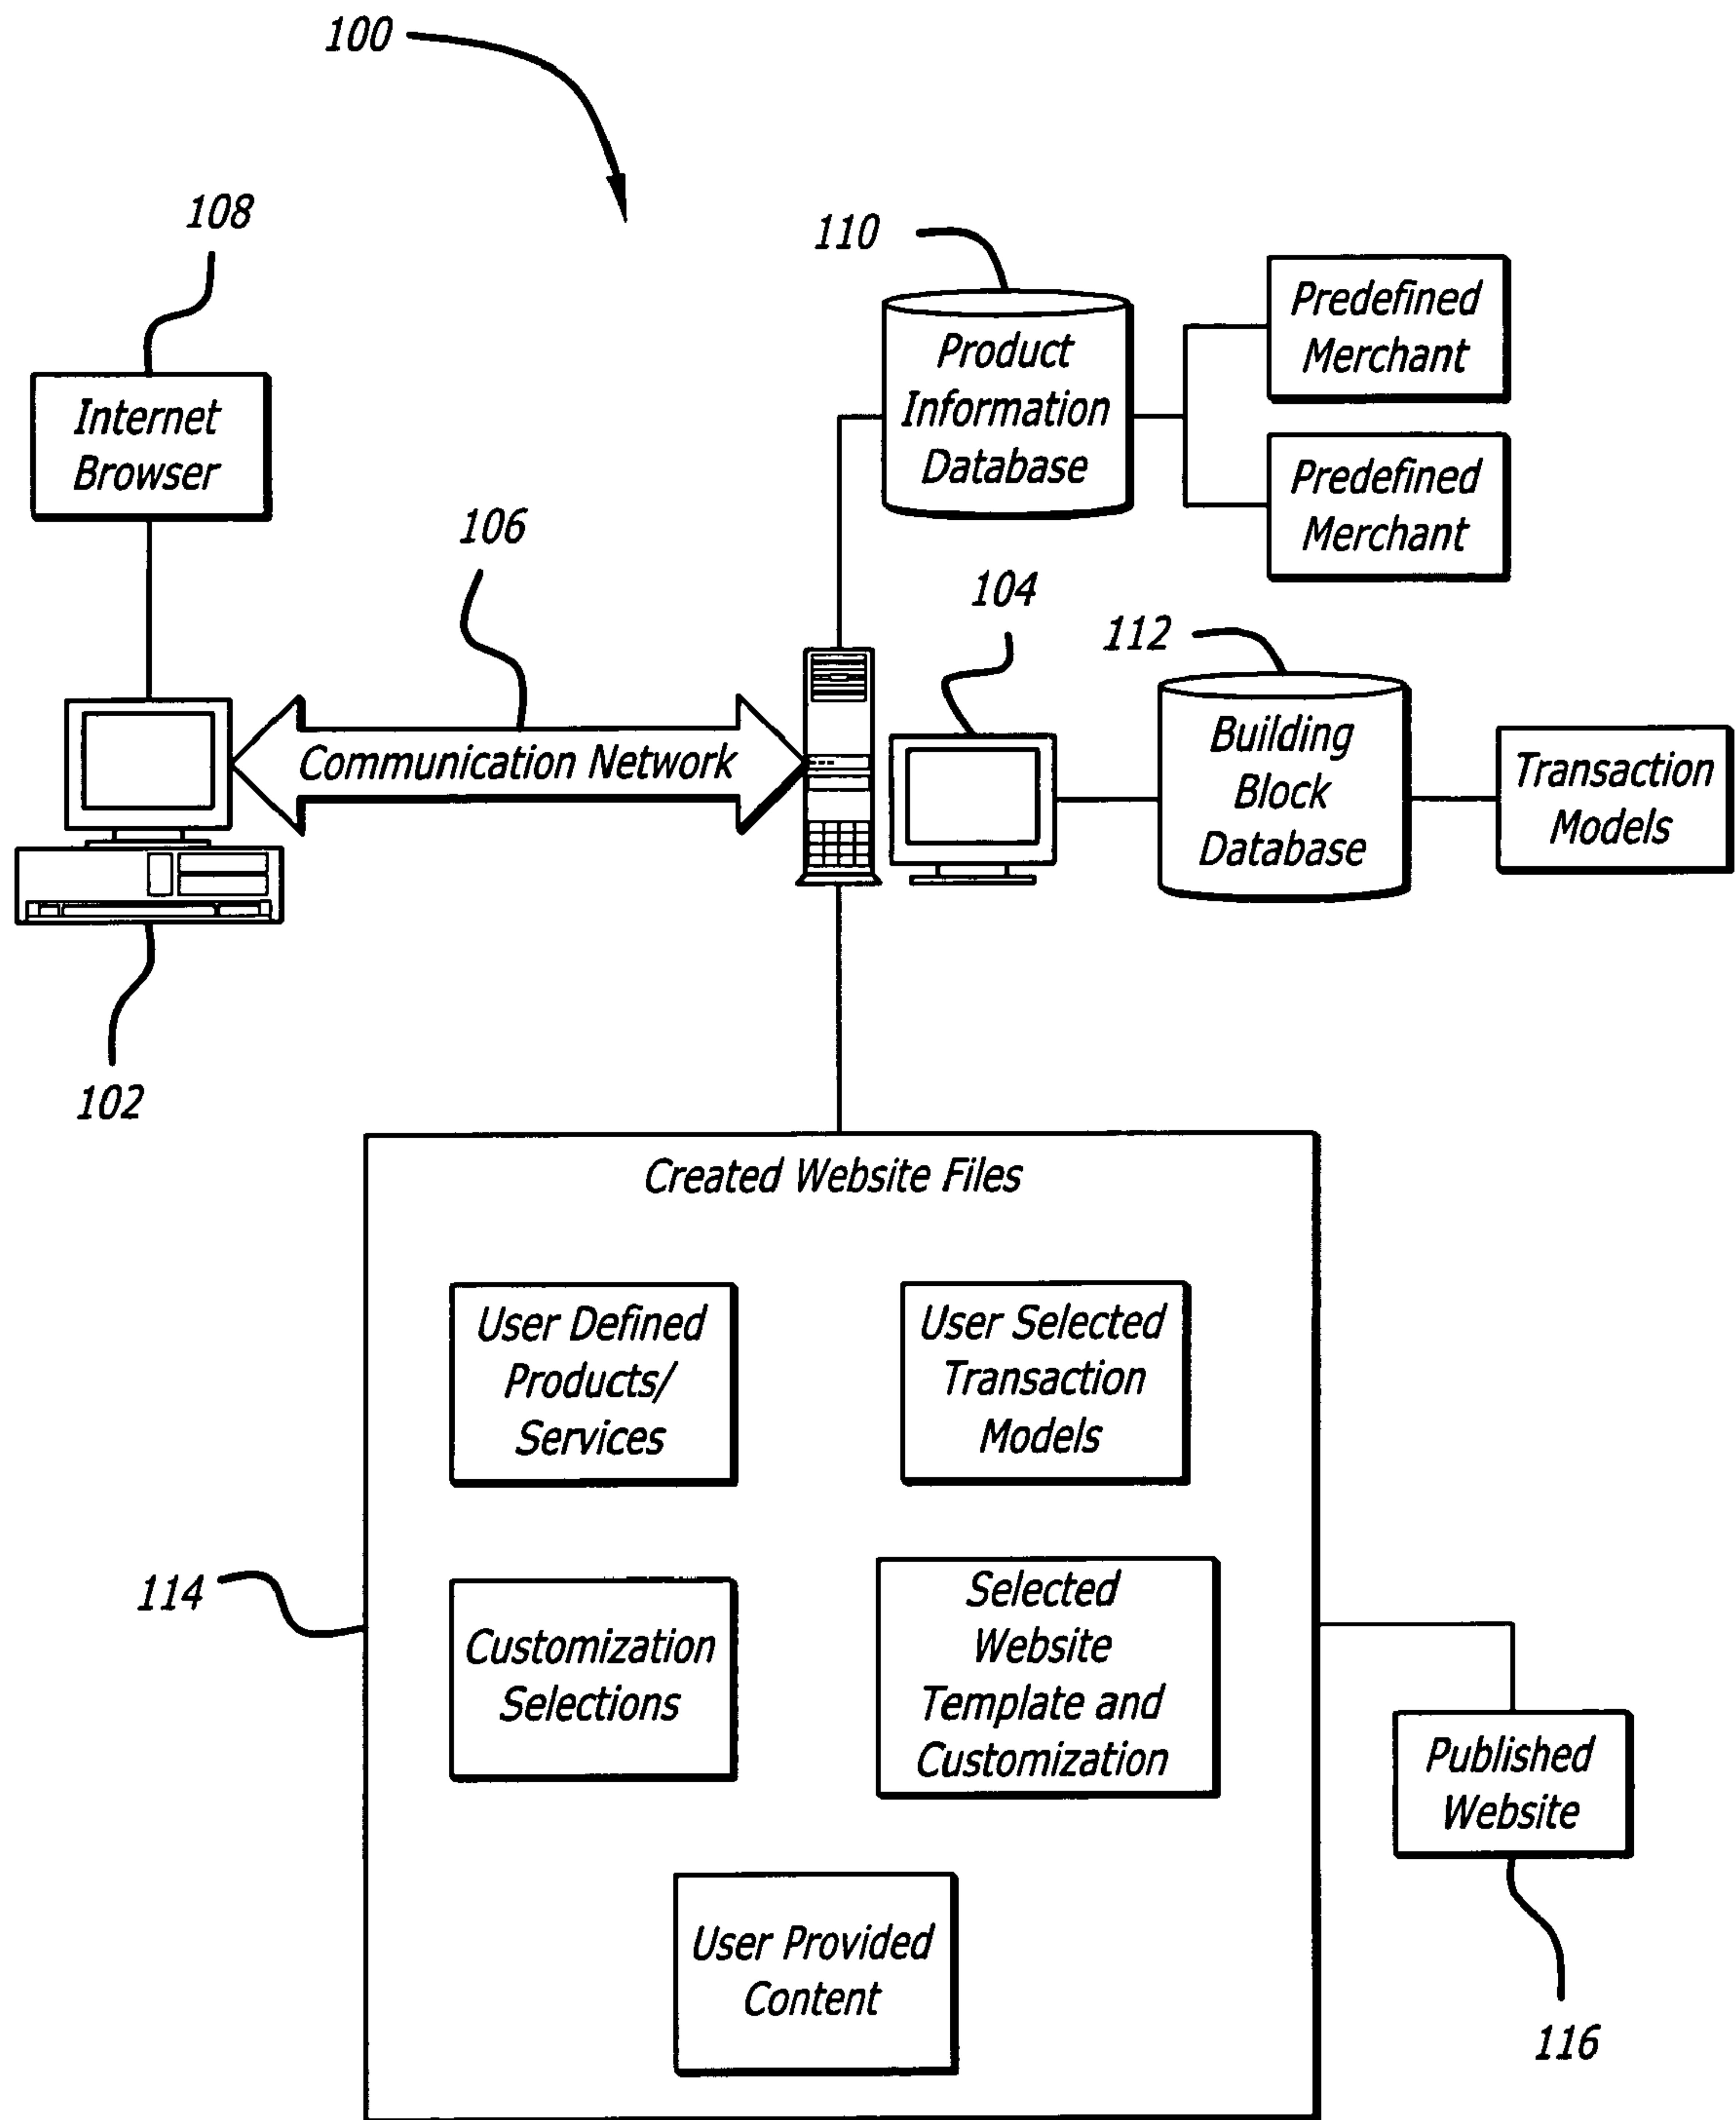 100
108
110
Predefined
Merchant
Internet
Browser
Product
Information
Database
Predefined
Merchant
106
104
112
Communication Network
Building
Block
Database
Transaction
Models
102
Created Website Files
User Defined
Products/
Services
User Selected
Transaction
Models
114
Customization
Selections
Selected
Website
Template and
Customization
Published
Website
User Provided
Content
116